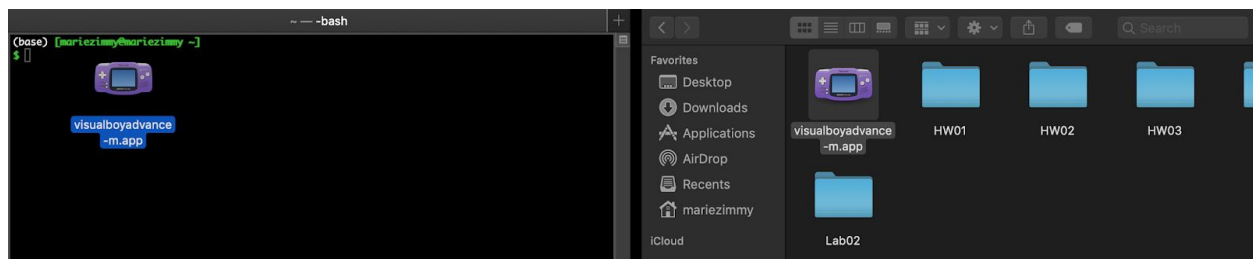 ~ — -bash
(base) [mariezimmy@mariezimmy ~]
$
visualboyadvance
-m.app
Search
Favorites
Desktop
Downloads
Applications
AirDrop
Recents
mariezimmy
iCloud
visualboyadvance
-m.app
HW01
HW02
HW03
Lab02